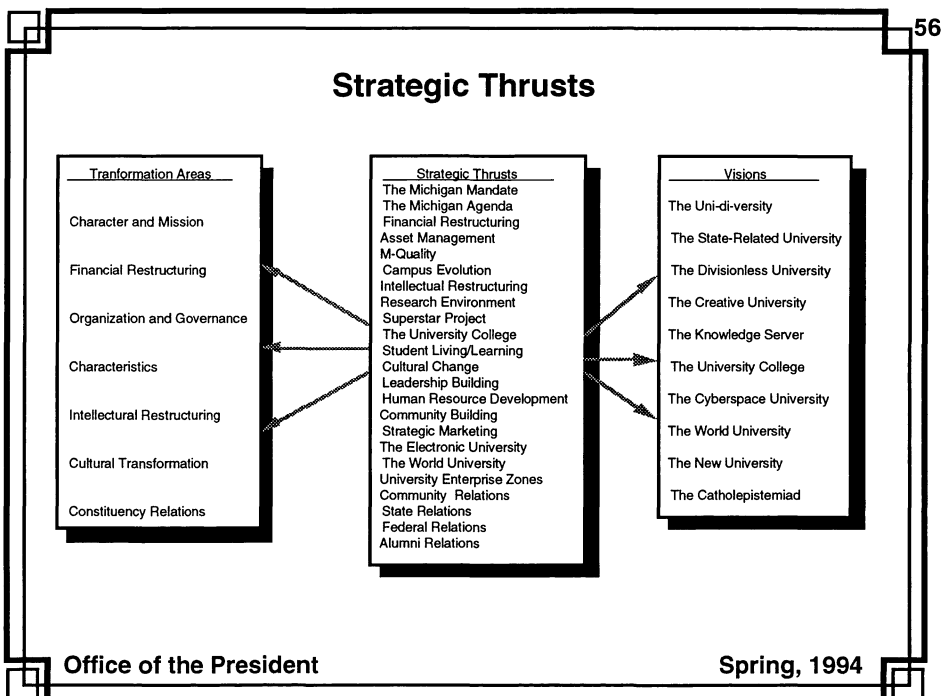 56
Strategic Thrusts
Tranformation Areas
Character and Mission
Financial Restructuring
Organization and Governance
Characteristics
Intellectural Restructuring
Cultural Transformation
Constituency Relations
Strategic Thrusts
The Michigan Mandate
The Michigan Agenda
Financial Restructuring
Asset Management
M-Quality
Campus Evolution
Intellectual Restructuring
Research Environment
Superstar Project
The University College
Student Living/Learning
Cultural Change
Leadership Building
Human Resource Development
Community Building
Strategic Marketing
The Electronic University
The World University
University Enterprise Zones
Community Relations
State Relations
Federal Relations
Alumni Relations
Visions
The Uni-di-versity
The State-Related University
The Divisionless University
The Creative University
The Knowledge Server
The University College
The Cyberspace University
The World University
The New University
The Catholepistemiad
Office of the President
Spring, 1994